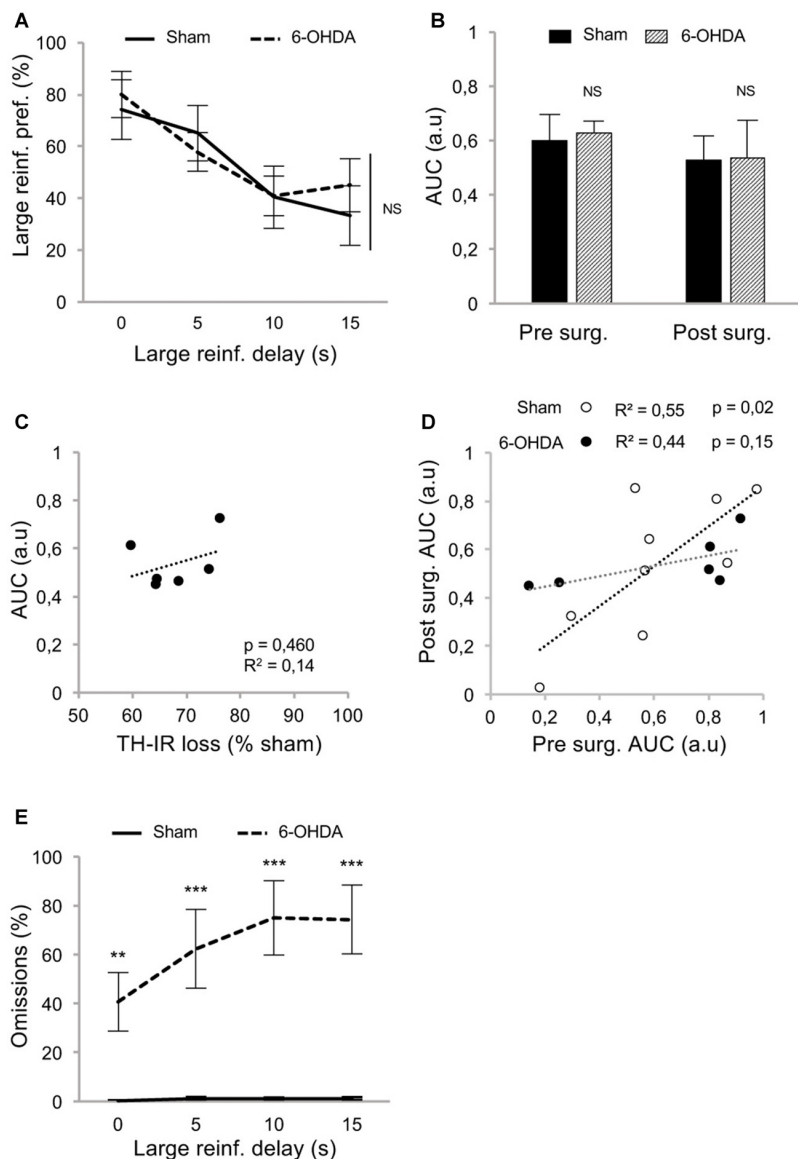 A
Sham 6-OHDA
Large reinf. pref. (%)
100
80
60
40
20
0
NS
0 5 10 15
Large reinf. delay (s)
B
Sham 6-OHDA
AUC (a.u)
1
0,8
0,6
0,4
0,2
0
NS NS
Pre surg. Post surg.
C
AUC (a.u)
1
0,8
0,6
0,4
0,2
0
p = 0,460
R² = 0,14
50 60 70 80 90 100
TH-IR loss (% sham)
D
Sham R² = 0,55 p = 0,02
6-OHDA R² = 0,44 p = 0,15
Post surg. AUC (a.u)
1
0,8
0,6
0,4
0,2
0
0 0,2 0,4 0,6 0,8 1
Pre surg. AUC (a.u)
E
Sham 6-OHDA
Omissions (%)
100
80
60
40
20
0
** *** *** ***
0 5 10 15
Large reinf. delay (s)